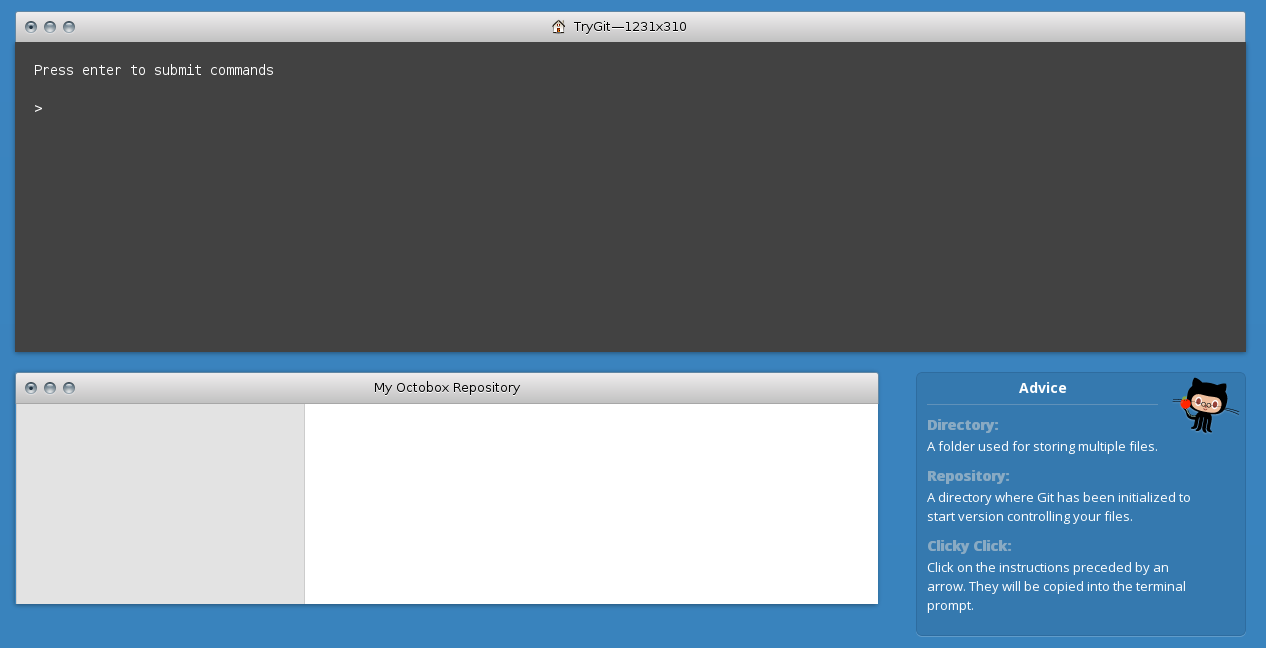 TryGit—1231x310
Press enter to submit commands
>
My Octobox Repository
Advice
Directory:
A folder used for storing multiple files.
Repository:
A directory where Git has been initialized to
start version controlling your files.
Clicky Click:
Click on the instructions preceded by an
arrow. They will be copied into the terminal
prompt.